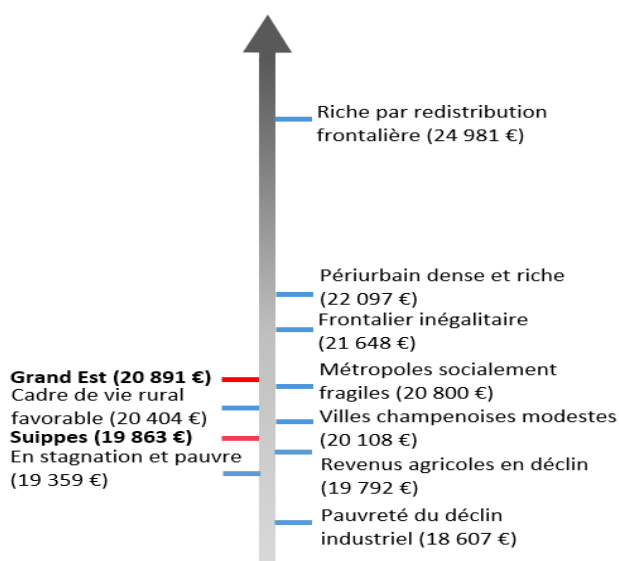 Riche par redistribution
frontalière (24 981 €)
Périurbain dense et riche
(22 097 €)
Frontalier inégalitaire
(21 648 €)
Grand Est (20 891 €)
Métropoles socialement
fragiles (20 800 €)
Cadre de vie rural
favorable (20 404 €)
Villes champenoises modestes
(20 108 €)
Suippes (19 863 €)
Revenus agricoles en déclin
(19 792 €)
En stagnation et pauvre
(19 359 €)
Pauvreté du déclin
industriel (18 607 €)